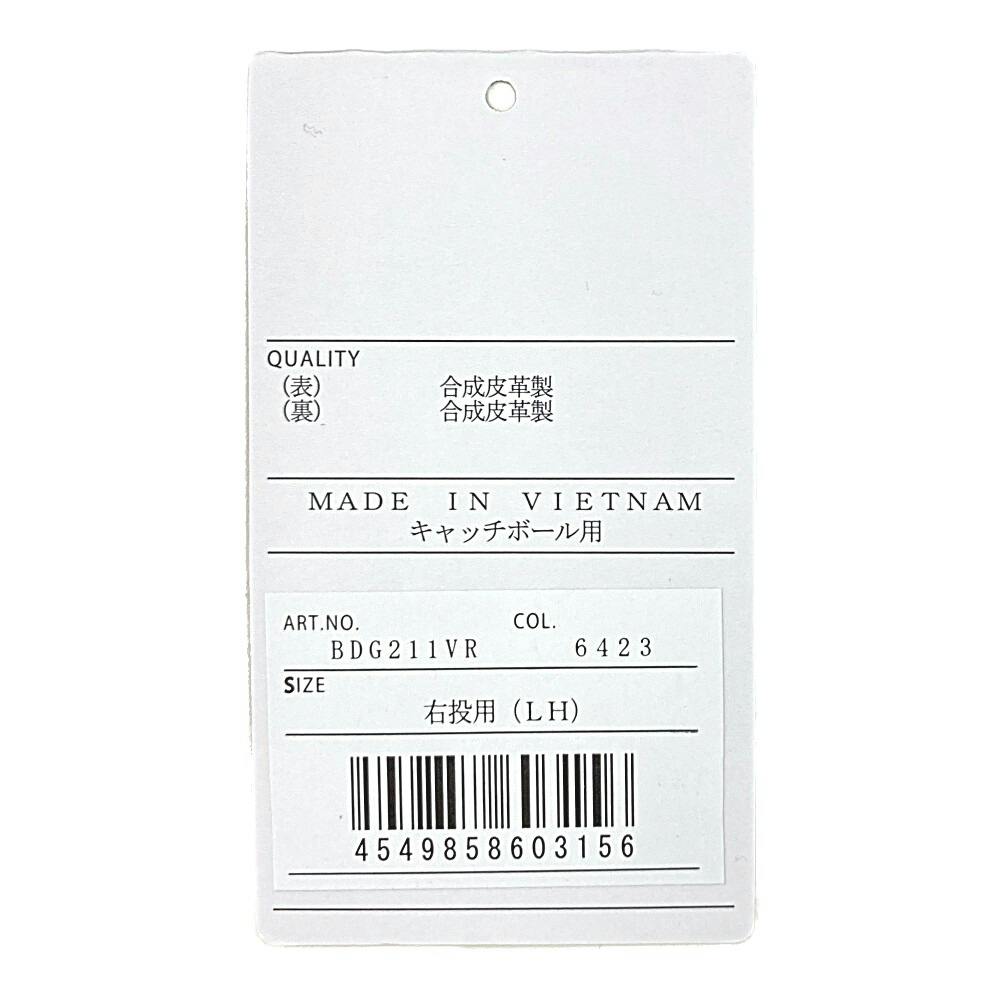 QUALITY
(表) 合成皮革製
(裏) 合成皮革製
MADE IN VIETNAM
キャッチボール用
ART.NO. COL.
BDG211VR 6423
SIZE
右投用(LH)
4549858603156